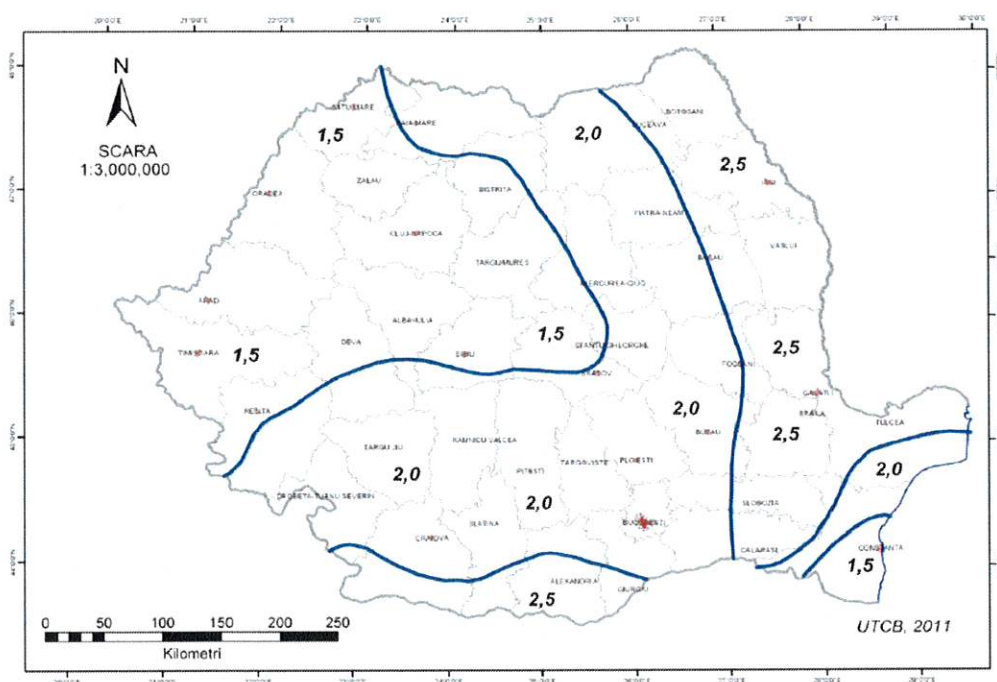 N
SCARA
1:3,000,000
SATU MARE
BAIA-MARE
BOTOSANI
SUCEAVA
1,5
2,0
2,5
ZALAU
ORADEA
BISTRITA
CLUJ-NAPOCA
PIATRA-NEAMT
VASLUI
BACAU
TARGU MURES
MIERCUREA-CIUC
ARAD
ALBA IULIA
TIMISOARA
1,5
DEVA
SIBIU
1,5
SFANTU GHEORGHE
BRASOV
2,5
FOCSANI
GALATI
BRAILA
RESITA
2,0
BUZAU
2,5
TULCEA
TARGU JIU
RAMNICU VALCEA
2,0
PITESTI
TARGOVISTE
PLOIESTI
2,0
DROBETA-TURNU SEVERIN
2,0
SLATINA
BUCURESTI
SLOBOZIA
CRAIOVA
CALARASI
CONSTANTA
1,5
ALEXANDRIA
GIURGIU
2,5
0 50 100 150 200 250
Kilometri
UTCB, 2011